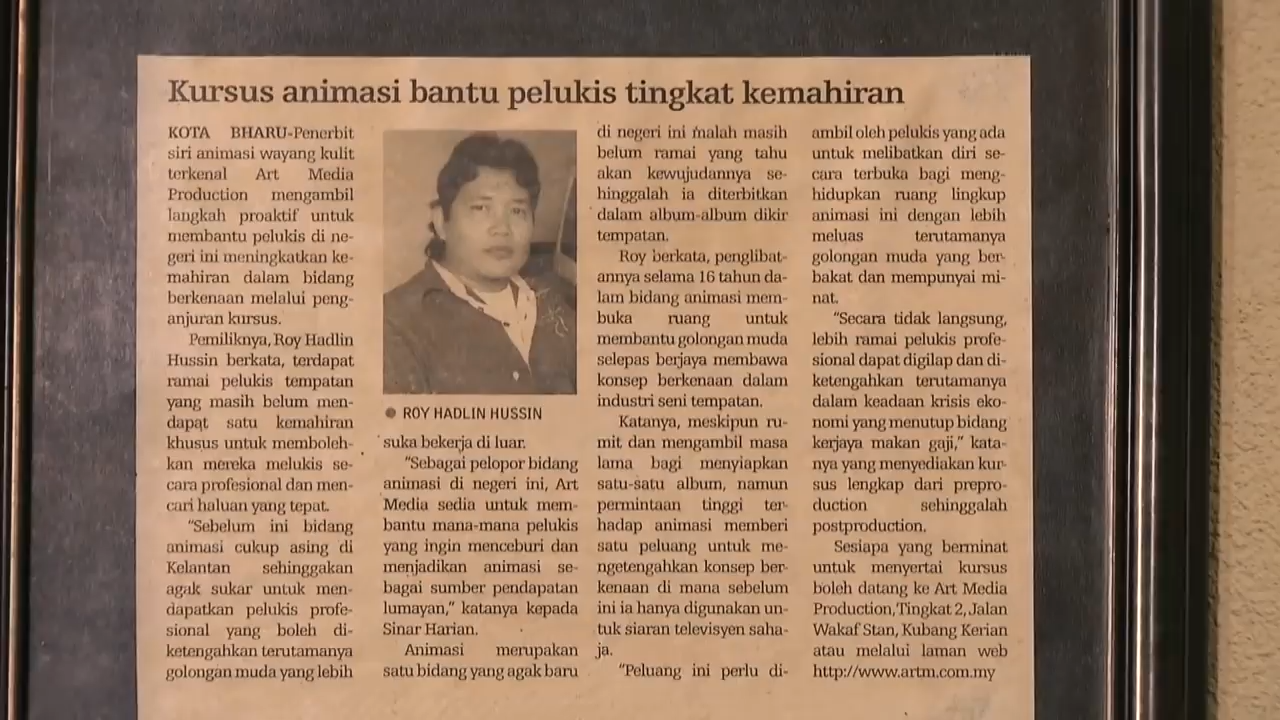 Kursus animasi bantu pelukis tingkat kemahiran
KOTA BHARU-Penerbit
siri animasi wayang kulit
terkenal Art Media
Production mengambil
langkah proaktif untuk
membantu pelukis di ne-
geri ini meningkatkan ke-
mahiran dalam bidang
berkenaan melalui peng-
anjuran kursus.
Pemiliknya, Roy Hadlin
Hussin berkata, terdapat
ramai pelukis tempatan
yang masih belum men-
dapat satu kemahiran
khusus untuk memboleh-
kan mereka melukis se-
cara profesional dan men-
cari haluan yang tepat.
“Sebelum ini bidang
animasi cukup asing di
Kelantan sehinggakan
agak sukar untuk men-
dapatkan pelukis profe-
sional yang boleh di-
ketengahkan terutamanya
golongan muda yang lebih
ROY HADLIN HUSSIN
suka bekerja di luar.
“Sebagai pelopor bidang
animasi di negeri ini, Art
Media sedia untuk mem-
bantu mana-mana pelukis
yang ingin menceburi dan
menjadikan animasi se-
bagai sumber pendapatan
lumayan,” katanya kepada
Sinar Harian.
Animasi merupakan
satu bidang yang agak baru
di negeri ini malah masih
belum ramai yang tahu
akan kewujudannya se-
hinggalah ia diterbitkan
dalam album-album dikir
tempatan.
Roy berkata, penglibat-
annya selama 16 tahun da-
lam bidang animasi mem-
buka ruang untuk
membantu golongan muda
selepas berjaya membawa
konsep berkenaan dalam
industri seni tempatan.
Katanya, meskipun ru-
mit dan mengambil masa
lama bagi menyiapkan
satu-satu album, namun
permintaan tinggi ter-
hadap animasi memberi
satu peluang untuk me-
ngetengahkan konsep ber-
kenaan di mana sebelum
ini ia hanya digunakan un-
tuk siaran televisyen saha-
ja.
“Peluang ini perlu di-
ambil oleh pelukis yang ada
untuk melibatkan diri se-
cara terbuka bagi meng-
hidupkan ruang lingkup
animasi ini dengan lebih
meluas terutamanya
golongan muda yang ber-
bakat dan mempunyai mi-
nat.
“Secara tidak langsung,
lebih ramai pelukis profe-
sional dapat digilap dan di-
ketengahkan terutamanya
dalam keadaan krisis eko-
nomi yang menutup bidang
kerjaya makan gaji,” kata-
nya yang menyediakan kur-
sus lengkap dari prepro-
duction sehinggalah
postproduction.
Sesiapa yang berminat
untuk menyertai kursus
boleh datang ke Art Media
Production, Tingkat 2, Jalan
Wakaf Stan, Kubang Kerian
atau melalui laman web
http://www.artm.com.my